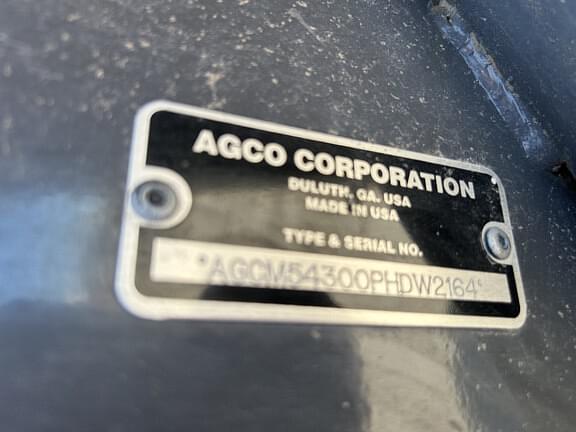 AGCO CORPORATION
DULUTH, GA. USA
MADE IN USA
TYPE & SERIAL NO.
*AGCM54300PHDW2164*